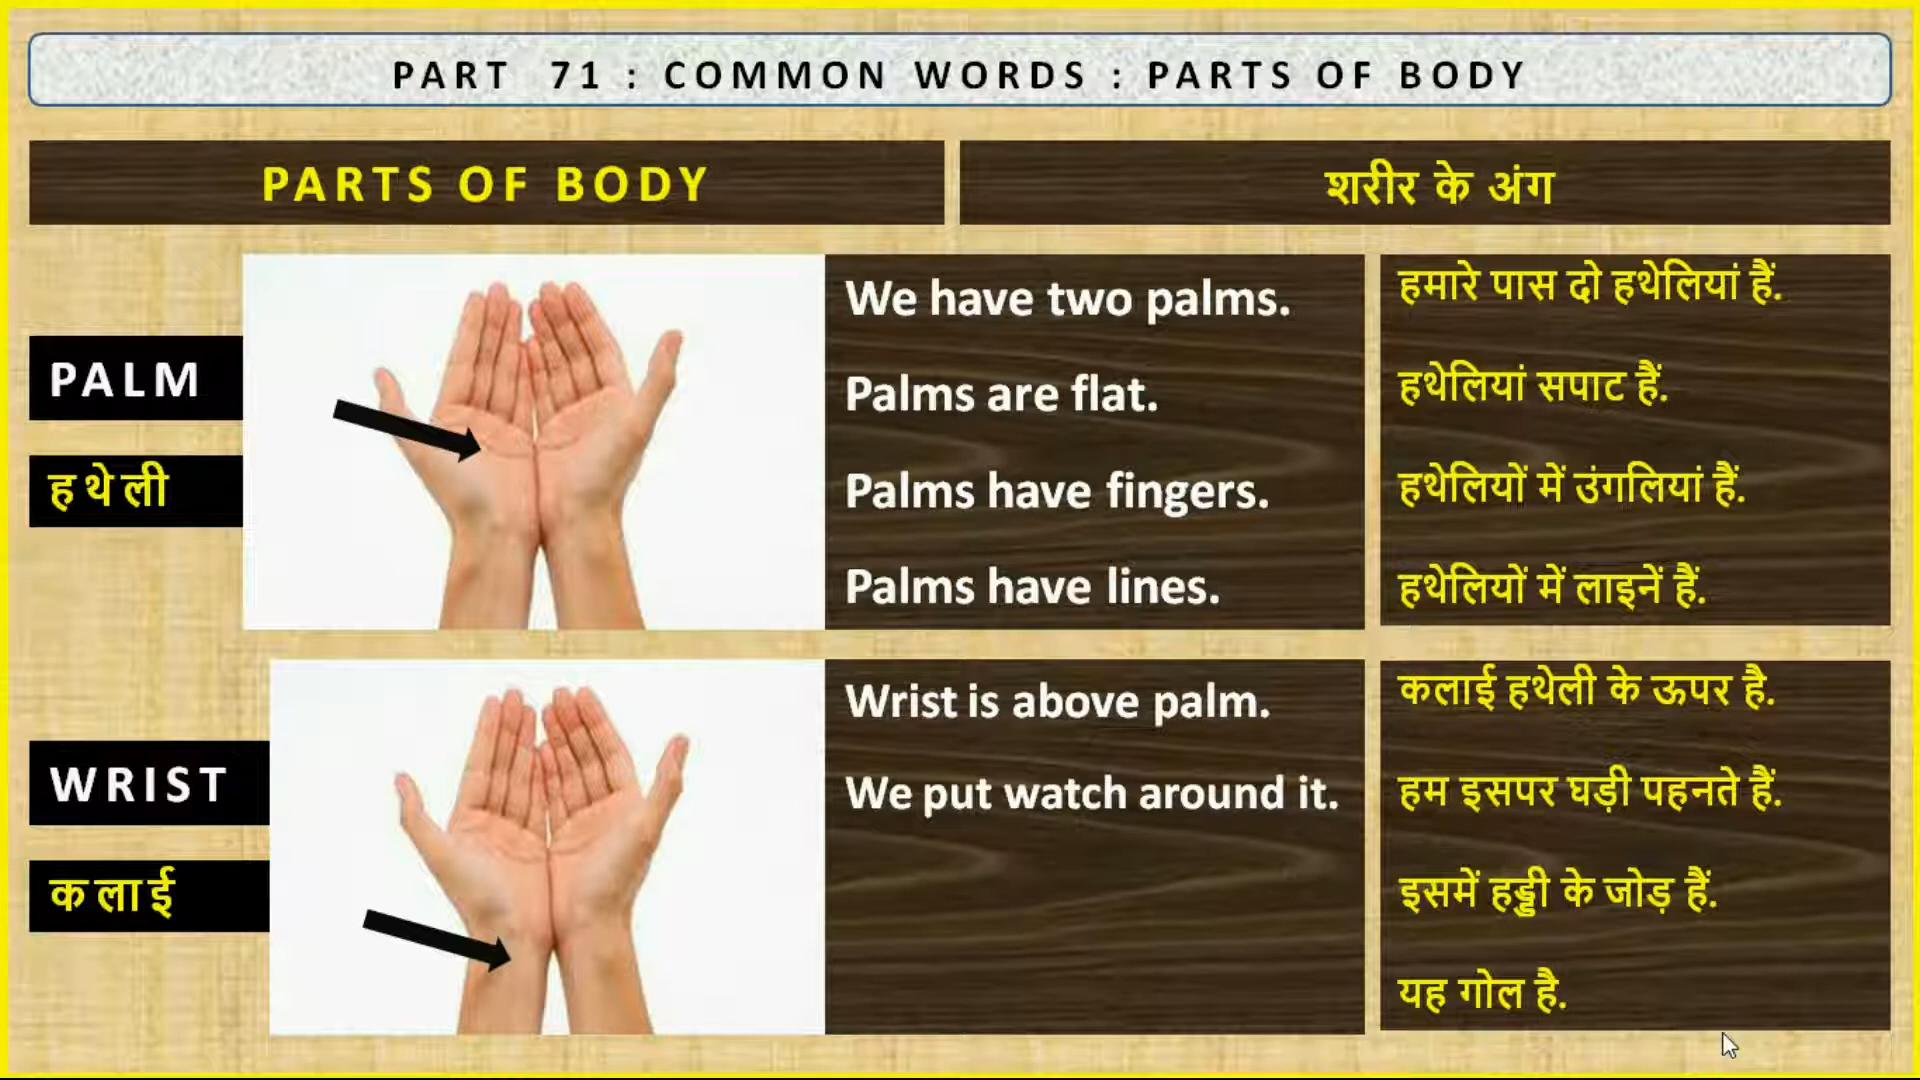 PART 71 : COMMON WORDS : PARTS OF BODY
PARTS OF BODY
शरीर के अंग
PALM
हथेली
We have two palms.
Palms are flat.
Palms have fingers.
Palms have lines.
हमारे पास दो हथेलियां हैं.
हथेलियां सपाट हैं.
हथेलियों में उंगलियां हैं.
हथेलियों में लाइनें हैं.
WRIST
कलाई
Wrist is above palm.
We put watch around it.
कलाई हथेली के ऊपर है.
हम इसपर घड़ी पहनते हैं.
इसमें हड्डी के जोड़ हैं.
यह गोल है.